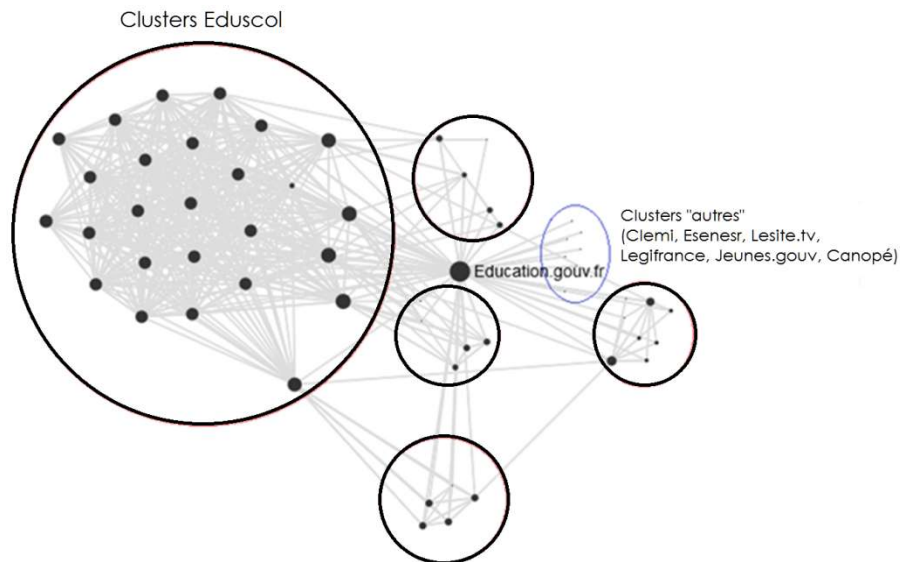 Clusters Eduscol
Education.gouv.fr
Clusters "autres"
(Clemi, Esenesr, Lesite.tv,
Legifrance, Jeunes.gouv, Canopé)